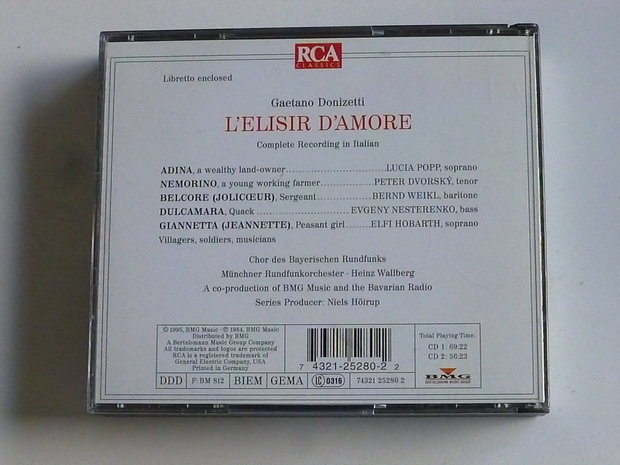 RCA
CLASSICS
Libretto enclosed
Gaetano Donizetti
L'ELISIR D'AMORE
Complete Recording in Italian
ADINA, a wealthy land-owner..............................LUCIA POPP, soprano
NEMORINO, a young working farmer................PETER DVORSKÝ, tenor
BELCORE (JOLICŒUR), Sergeant.................BERND WEIKL, baritone
DULCAMARA, Quack ..........................EVGENY NESTERENKO, bass
GIANNETTA (JEANNETTE), Peasant girl........ELFI HOBARTH, soprano
Villagers, soldiers, musicians
Chor des Bayerischen Rundfunks
Münchner Rundfunkorchester · Heinz Wallberg
A co-production of BMG Music and the Bavarian Radio
Series Producer: Niels Höirup
© 1995, BMG Music ℗ 1984, BMG Music
Distributed by BMG
A Bertelsmann Music Group Company
All trademarks and logos are protected
RCA is a registered trademark of
General Electric Company, USA
Printed in Germany
7 4321-25280-2 2
Total Playing Time:
CD 1: 69:22
CD 2: 56:23
BMG
BERTELSMANN MUSIC GROUP
DDD F: BM 812 BIEM GEMA LC 0316 74321 25280 2